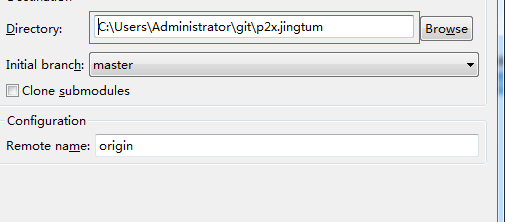 Directory: C:\Users\Administrator\git\p2x.jingtum Browse
Initial branch: master
Clone submodules
Configuration
Remote name: origin